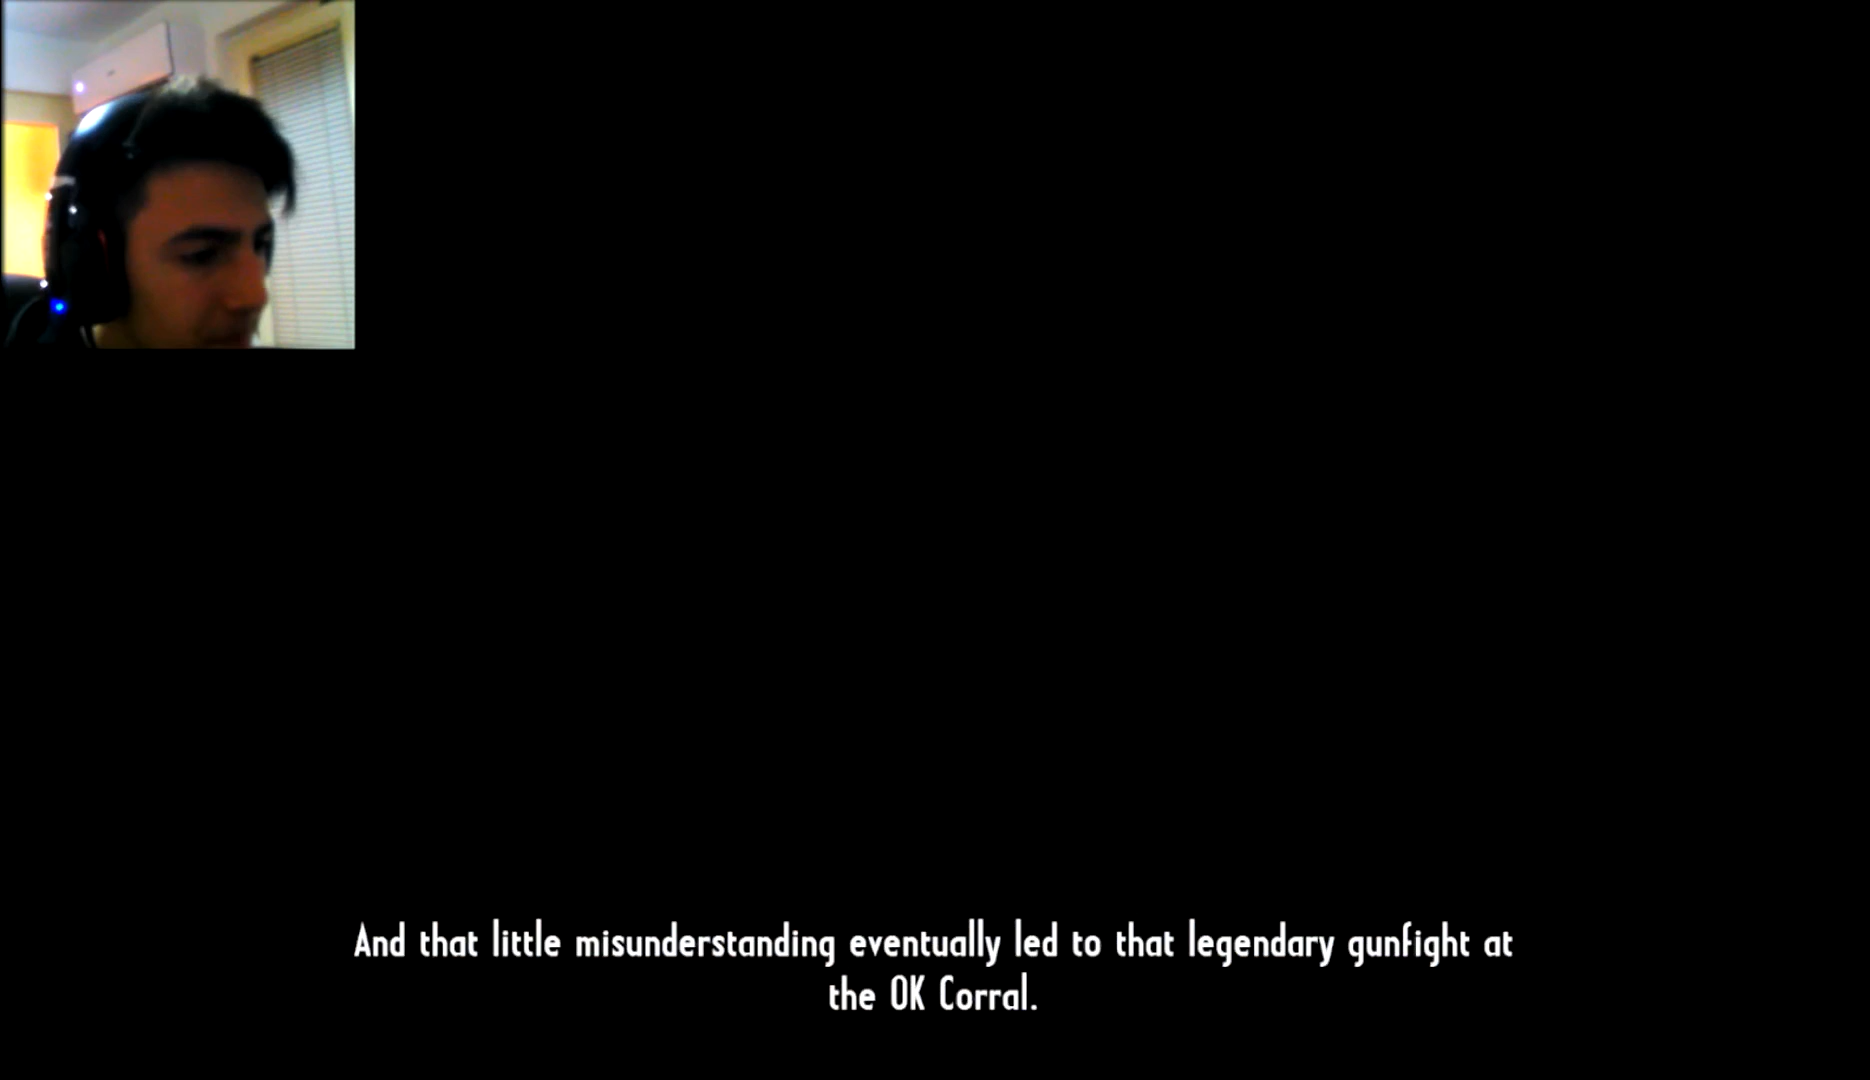 And that little misunderstanding eventually led to that legendary gunfight at
the OK Corral.